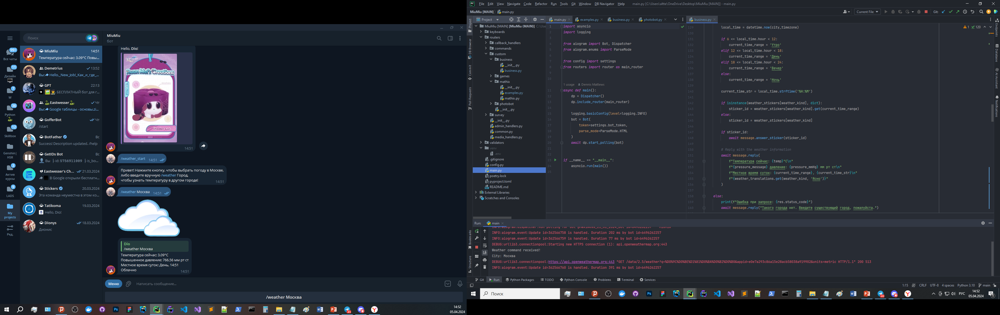 Поиск
99+
Все чаты
11
Дизайн
7
W
36
Python
12
Skillbox
Genshin|
HSR
3
Актив
курсы
9
LADS
My
projects
Ред.
MiuMiu 14:51
Температура сейчас: 3.09°C Повы...
Demetrius 13:52
Вы: Hello,_New_Job!_Как_и_где_...
GPT 22:13
БЕСПЛАТНЫЙ бот для г...
Eastwesser Чт
Вы: Google таблицы - основы.zi...
GofferBot Чт
/start
BotFather Вс
Success! Description updated. /help
GetIDs Bot Вс
Вы ├ id: 5756911009 ├ is_bo...
Eastwesser's Ch... 21.03.2024
В Google открыли бесплатн...
Stickers 20.03.2024
Эта команда неуместна в этом ко...
Tatikoma 19.03.2024
Hello, Dio!
Dionys 18.03.2024
Дионис
MiuMiu
бот
Hello, Dio!
Ruan Mei's Creations
Shader Cat
14:51
/weather_start 14:51
Привет! Нажмите кнопку, чтобы выбрать погоду в Москве,
либо введите вручную /weather Город,
чтобы узнать температуру в другом городе! 14:51
/weather Москва 14:51
Dio
/weather Москва
Температура сейчас: 3.09°C
Повышенное давление: 766.56 мм рт ст
Местное время суток: День, 14:51
Облачно 14:51
Меню
Написать сообщение...
/weather Москва
14:52
05.04.2024
File Edit View Navigate Code Refactor Run Tools Git Window DB Navigator Help main.py [C:\Users\altte\OneDrive\Desktop\MiuMiu [MAIN]] - main.py
MiuMiu [MAIN] main.py
Current File
Git:
Project
DB Browser
Commit
Pull Requests
Bookmarks
Structure
Project
MiuMiu [MAIN] [MiuMiu (MAIN)] C:\Use
keyboards
routers
callback_handlers
commands
custom
business
__init__.py
business.py
games
mathix
__init__.py
examples.py
mathix.py
photobot
__init__.py
survey
__init__.py
admin_handlers.py
common.py
media_handlers.py
validators
venv
.env
.gitignore
config.py
main.py
poetry.lock
pyproject.toml
README.md
External Libraries
Scratches and Consoles
main.py examples.py business.py photobot.py
1 import asyncio
2 import logging
3
4 from aiogram import Bot, Dispatcher
5 from aiogram.enums import ParseMode
6
7 from config import settings
8 from routers import router as main_router
9
10
1 usage Dennis Mattews
11 async def main():
12 dp = Dispatcher()
13 dp.include_router(main_router)
14
15 logging.basicConfig(level=logging.INFO)
16 bot = Bot(
17 token=settings.bot_token,
18 parse_mode=ParseMode.HTML
19 )
20 await dp.start_polling(bot)
21
22
23 if __name__ == "__main__":
24 asyncio.run(main())
25
business.py
1 120
129 local_time = datetime.now(city_timezone)
130
131 if 6 <= local_time.hour < 12:
132 current_time_range = 'Утро'
133 elif 12 <= local_time.hour < 18:
134 current_time_range = 'День'
135 elif 18 <= local_time.hour < 24:
136 current_time_range = 'Вечер'
137 else:
138 current_time_range = 'Ночь'
139
140 current_time_str = local_time.strftime('%H:%M')
141
142 if isinstance(weather_stickers[weather_kind], dict):
143 sticker_id = weather_stickers[weather_kind].get(current_time_range)
144 else:
145 sticker_id = weather_stickers[weather_kind]
146
147 if sticker_id:
148 await message.answer_sticker(sticker_id)
149
150 # Reply with the weather information
151 await message.reply(
152 f"Температура сейчас: {temp}°C\n"
153 f"{pressure_message} давление: {pressure_mmHg} мм рт ст\n"
154 f"Местное время суток: {current_time_range}, {current_time_str}\n"
155 f"{weather_translations.get(weather_kind, 'Ясно')}"
156 )
157
158 else:
159 print(f"Ошибка при запросе: {res.status_code}")
160 await message.reply("Такого города нет. Введите существующий город, пожалуйста.")
Endpoints
Database
AI Assistant
Notifications
Run: main
INFO:aiogram.event:Update id=362566758 is handled. Duration 202 ms by bot id=6496262257
INFO:aiogram.event:Update id=362566759 is handled. Duration 77 ms by bot id=6496262257
DEBUG:urllib3.connectionpool:Starting new HTTPS connection (1): api.openweathermap.org:443
Weather command received!
City: Москва
DEBUG:urllib3.connectionpool:https://api.openweathermap.org:443 "GET /data/2.5/weather?q=%D0%9C%D0%BE%D1%81%D0%BA%D0%B2%D0%B0&appid=e0e7a293c86a15e28acb58038a919902&units=metric HTTP/1.1" 200 513
INFO:aiogram.event:Update id=362566760 is handled. Duration 391 ms by bot id=6496262257
Git Run Python Packages TODO Python Console Problems Terminal Services
1:15 CRLF UTF-8 4 spaces Python 3.10 main
Поиск
РУС
14:52
05.04.2024